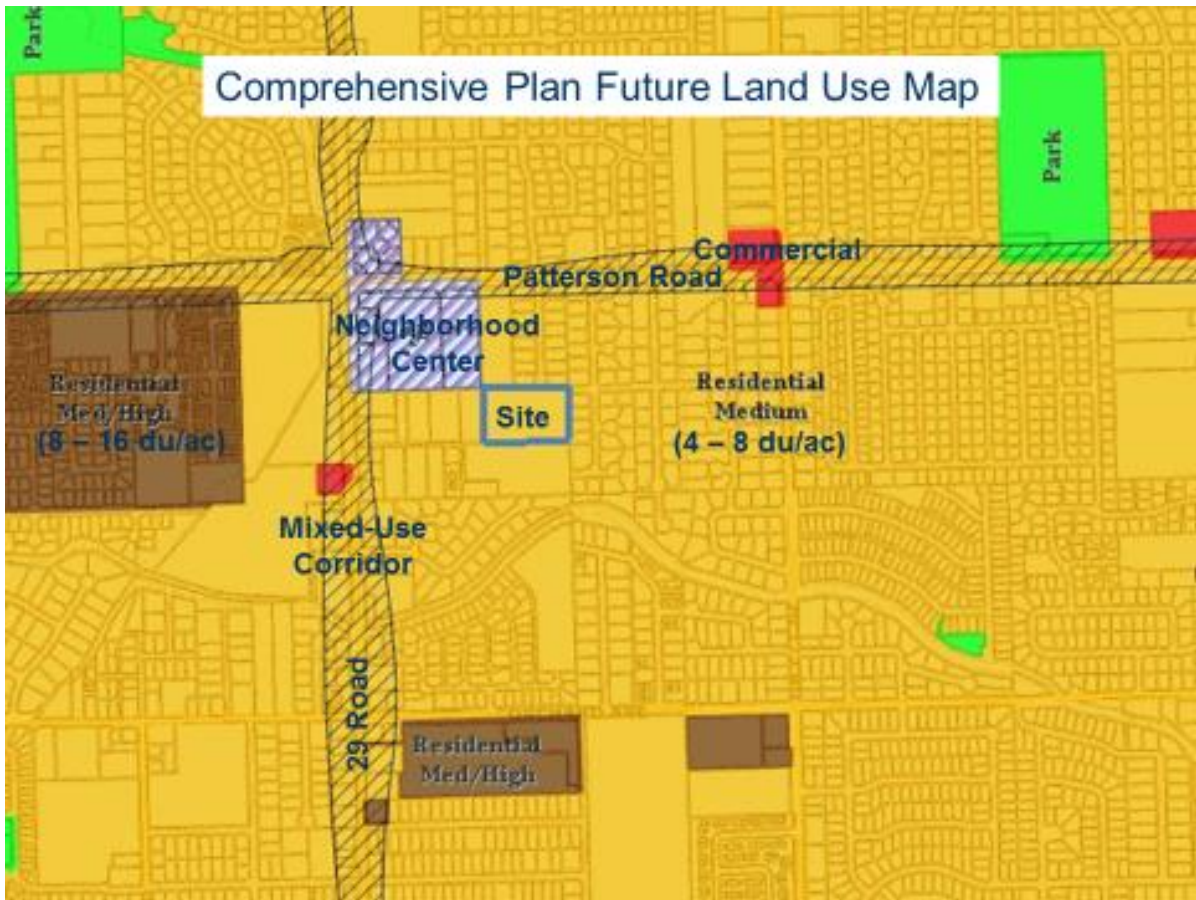 Park
Comprehensive Plan Future Land Use Map
Park
Commercial
Patterson Road
Neighborhood
Center
Residential
Med/High
(8 – 16 du/ac)
Site
Residential
Medium
(4 – 8 du/ac)
Mixed-Use
Corridor
29 Road
Residential
Med/High